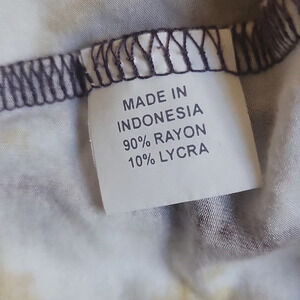 MADE IN
INDONESIA
90% RAYON
10% LYCRA